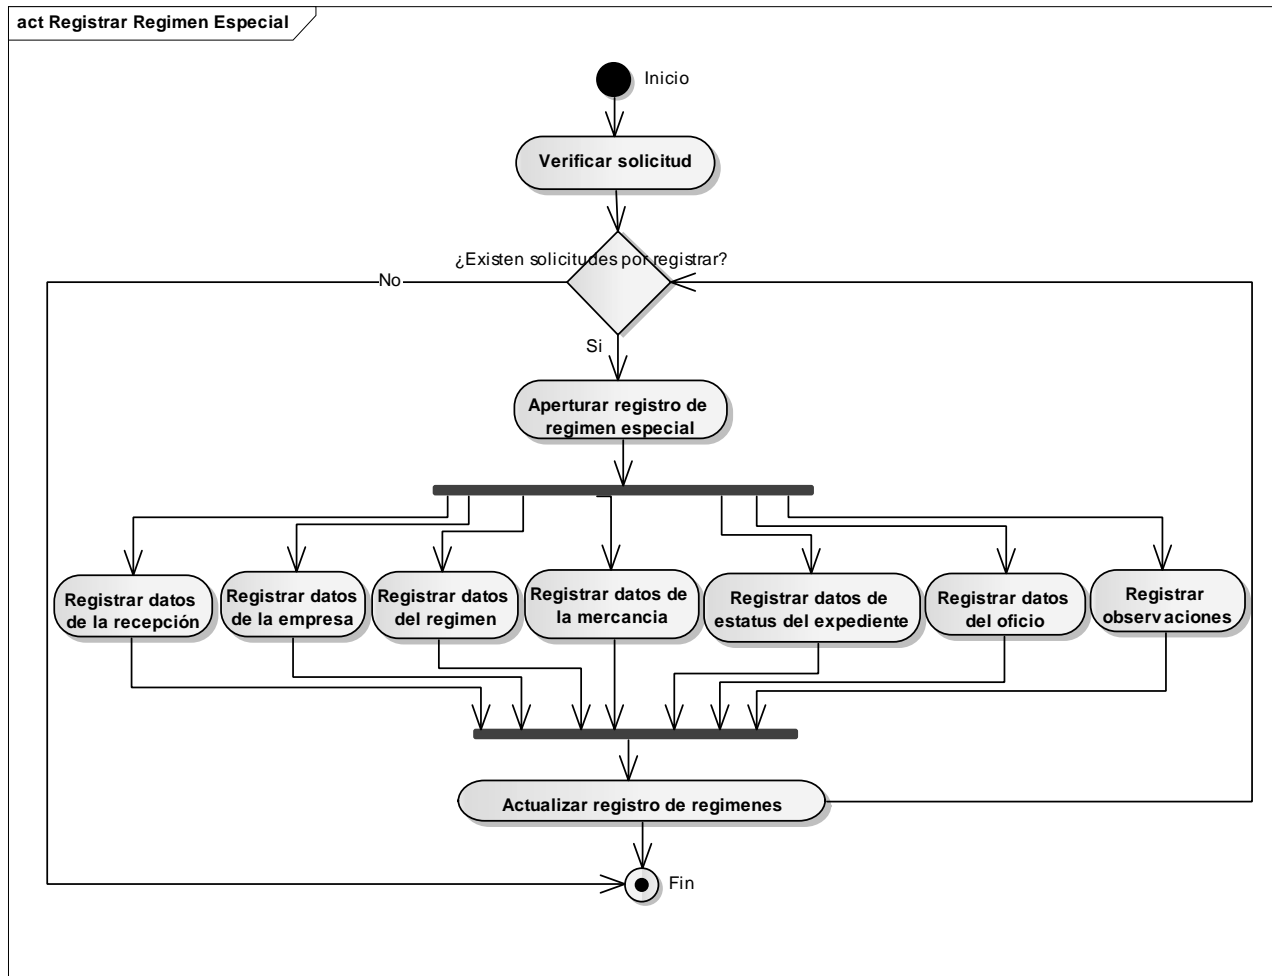 act Registrar Regimen Especial
Inicio
Verificar solicitud
¿Existen solicitudes por registrar?
No
Si
Aperturar registro de
regimen especial
Registrar datos
de la recepción
Registrar datos
de la empresa
Registrar datos
del regimen
Registrar datos de
la mercancia
Registrar datos de
estatus del expediente
Registrar datos
del oficio
Registrar
observaciones
Actualizar registro de regimenes
Fin